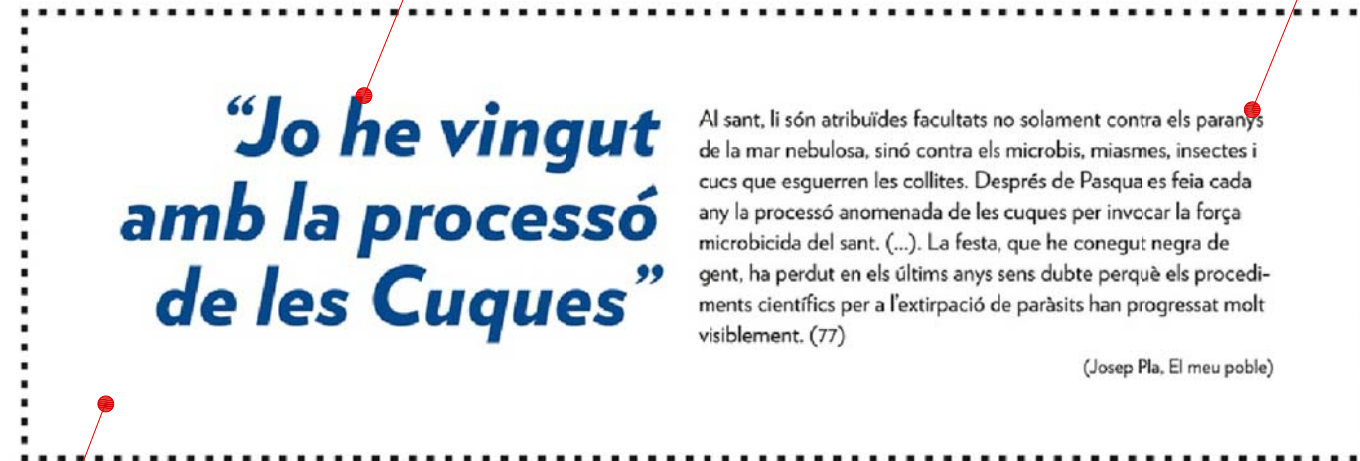 “Jo he vingut
amb la processó
de les Cuques”
Al sant, li són atribuïdes facultats no solament contra els paranys
de la mar nebulosa, sinó contra els microbis, miasmes, insectes i
cucs que esguerren les collites. Després de Pasqua es feia cada
any la processó anomenada de les cuques per invocar la força
microbicida del sant. (...). La festa, que he conegut negra de
gent, ha perdut en els últims anys sens dubte perquè els procedi-
ments científics per a l’extirpació de paràsits han progressat molt
visiblement. (77)
(Josep Pla, El meu poble)